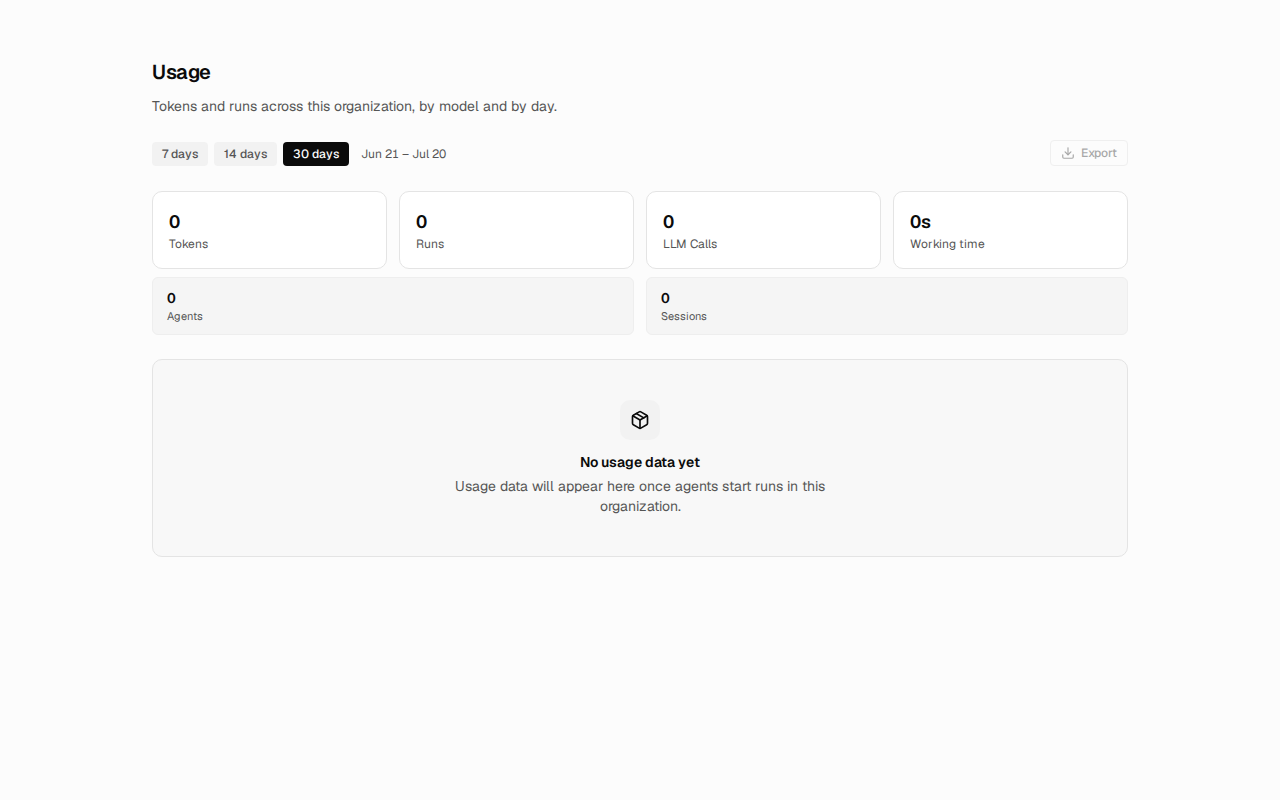 Usage
Tokens and runs across this organization, by model and by day.
7 days
14 days
30 days
Jun 21 – Jul 20
Export
0
Tokens
0
Runs
0
LLM Calls
0s
Working time
0
Agents
0
Sessions
No usage data yet
Usage data will appear here once agents start runs in this
organization.